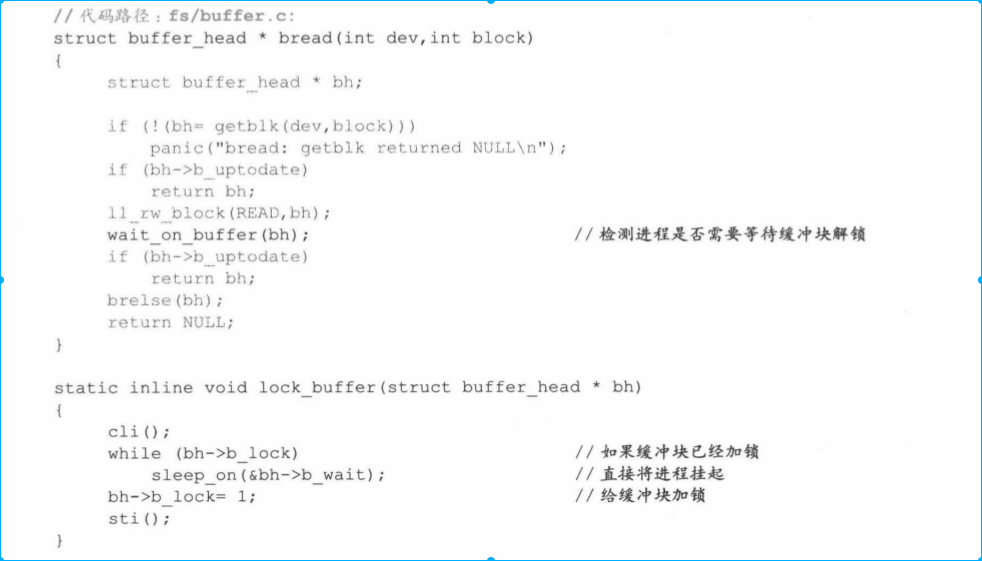 // 代码路径:fs/buffer.c:
struct buffer_head * bread(int dev,int block)
{
struct buffer_head * bh;
if (!(bh= getblk(dev,block)))
panic("bread: getblk returned NULL\n");
if (bh->b_uptodate)
return bh;
ll_rw_block(READ,bh);
wait_on_buffer(bh); // 检测进程是否需要等待缓冲块解锁
if (bh->b_uptodate)
return bh;
brelse(bh);
return NULL;
}
static inline void lock_buffer(struct buffer_head * bh)
{
cli();
while (bh->b_lock) // 如果缓冲块已经加锁
sleep_on(&bh->b_wait); // 直接将进程挂起
bh->b_lock= 1; // 给缓冲块加锁
sti();
}